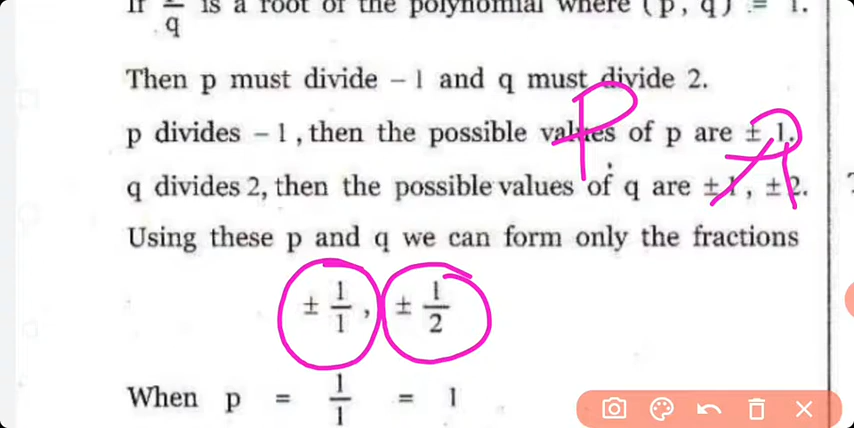 If p/q is a root of the polynomial where (p, q) = 1.
Then p must divide – 1 and q must divide 2.
p divides – 1, then the possible values of p are ± 1.
q divides 2, then the possible values of q are ± 1, ± 2.
Using these p and q we can form only the fractions
± 1/1, ± 1/2
When p = 1/1 = 1
P